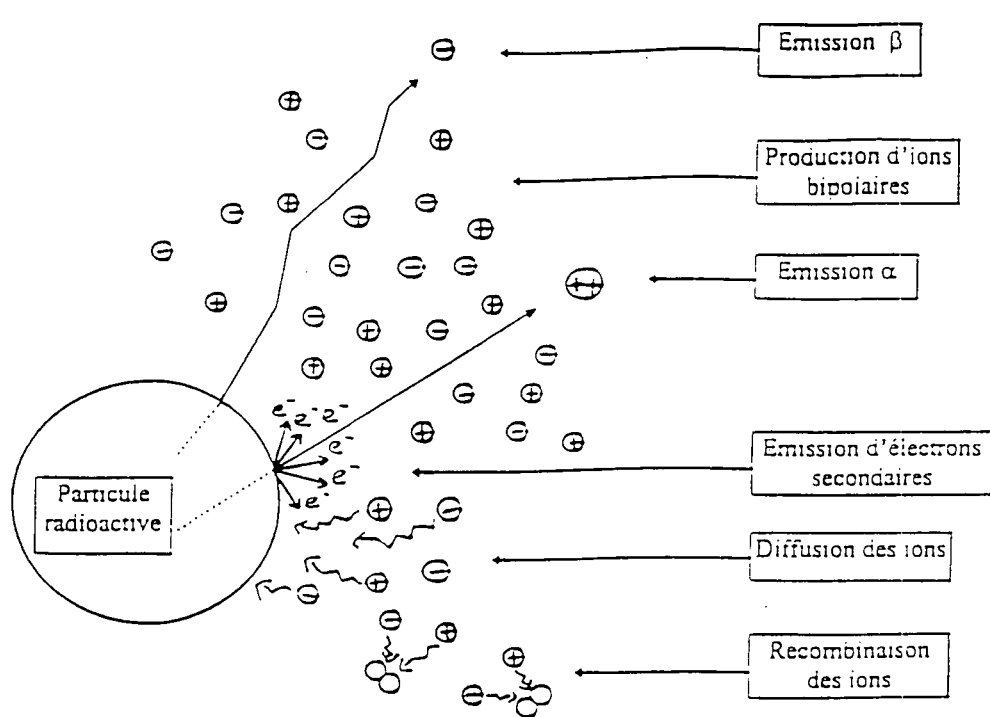 Emission β
Production d'ions
bipolaires
Emission α
e⁻
e⁻
e⁻
e⁻
e⁻
e⁻
Emission d'électrons
secondaires
Particule
radioactive
Diffusion des ions
Recombinaison
des ions